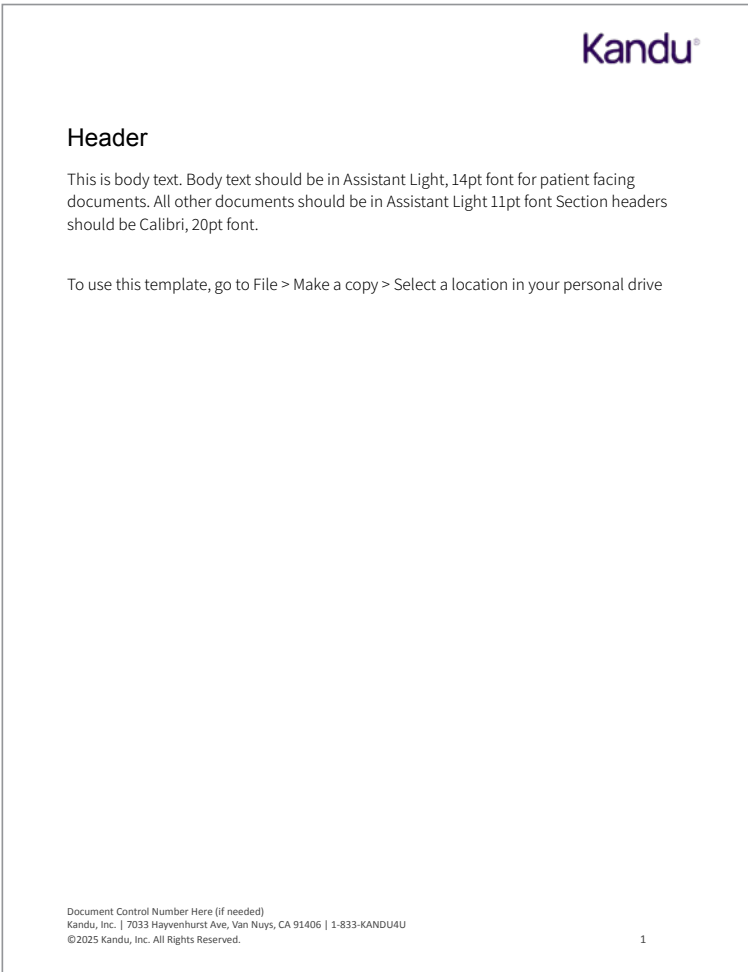 Kandu®
Header
This is body text. Body text should be in Assistant Light, 14pt font for patient facing
documents. All other documents should be in Assistant Light 11pt font Section headers
should be Calibri, 20pt font.
To use this template, go to File > Make a copy > Select a location in your personal drive
Document Control Number Here (if needed)
Kandu, Inc. | 7033 Hayvenhurst Ave, Van Nuys, CA 91406 | 1-833-KANDU4U
©2025 Kandu, Inc. All Rights Reserved. 1